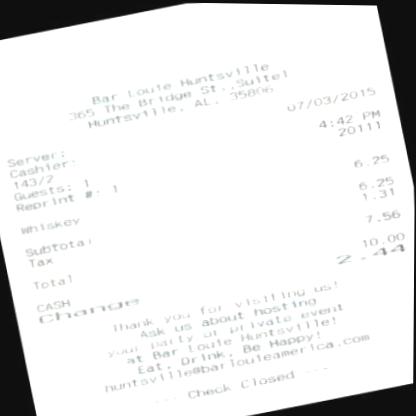 Bar Louie Huntsville
365 The Bridge St., Suite1
Huntsville, AL. 35806
07/03/2015
Server:
4:42 PM
Cashier:
20111
143/2
Guests: 1
Reprint #: 1
Whiskey 6.25
Subtotal 6.25
Tax 1.31
Total 7.56
CASH 10.00
Change 2.44
Thank you for visiting us!
Ask us about hosting
your party or private event
at Bar Louie Huntsville!
Eat, Drink, Be Happy!
huntsville@barlouieamerica.com
--- Check Closed ---